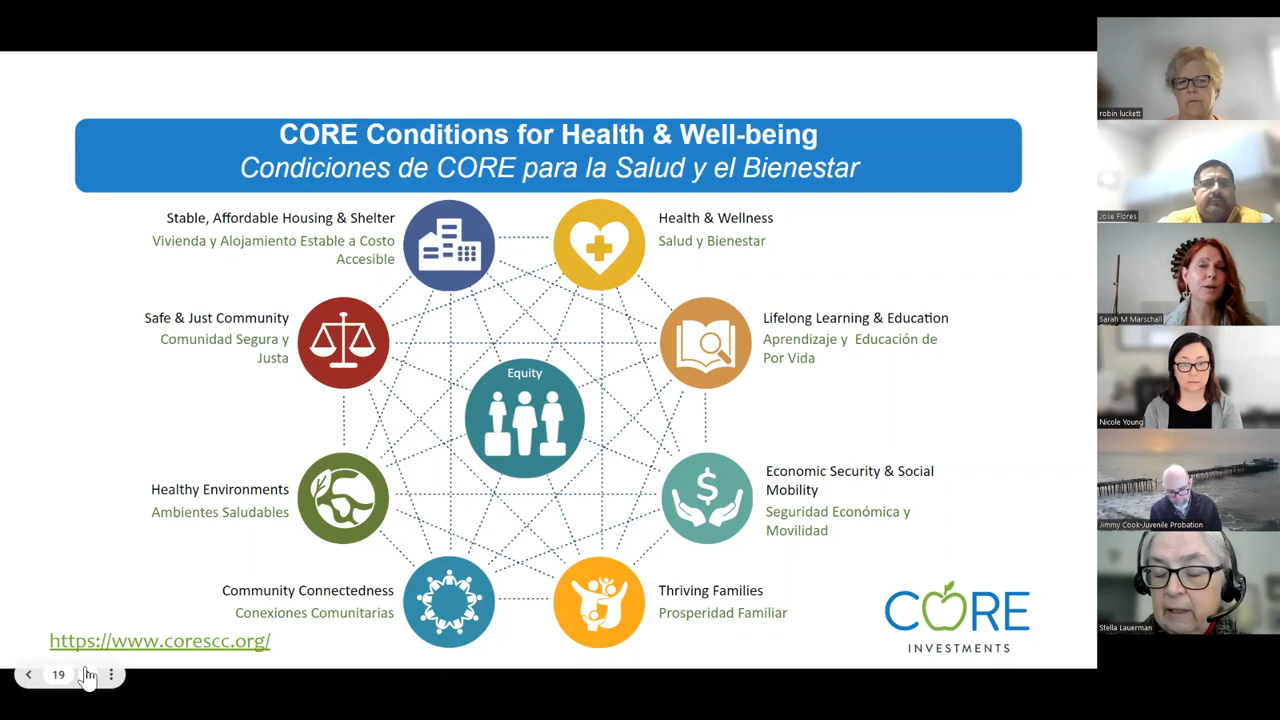 CORE Conditions for Health & Well-being
Condiciones de CORE para la Salud y el Bienestar
Stable, Affordable Housing & Shelter
Vivienda y Alojamiento Estable a Costo
Accesible
Health & Wellness
Salud y Bienestar
Safe & Just Community
Comunidad Segura y
Justa
Lifelong Learning & Education
Aprendizaje y Educación de
Por Vida
Equity
Healthy Environments
Ambientes Saludables
Economic Security & Social
Mobility
Seguridad Económica y
Movilidad
Community Connectedness
Conexiones Comunitarias
Thriving Families
Prosperidad Familiar
https://www.corescc.org/
CORE
INVESTMENTS
19
robin luckett
Jose Flores
Sarah M Marschall
Nicole Young
Jimmy Cook-Juvenile Probation
Stella Lauerman